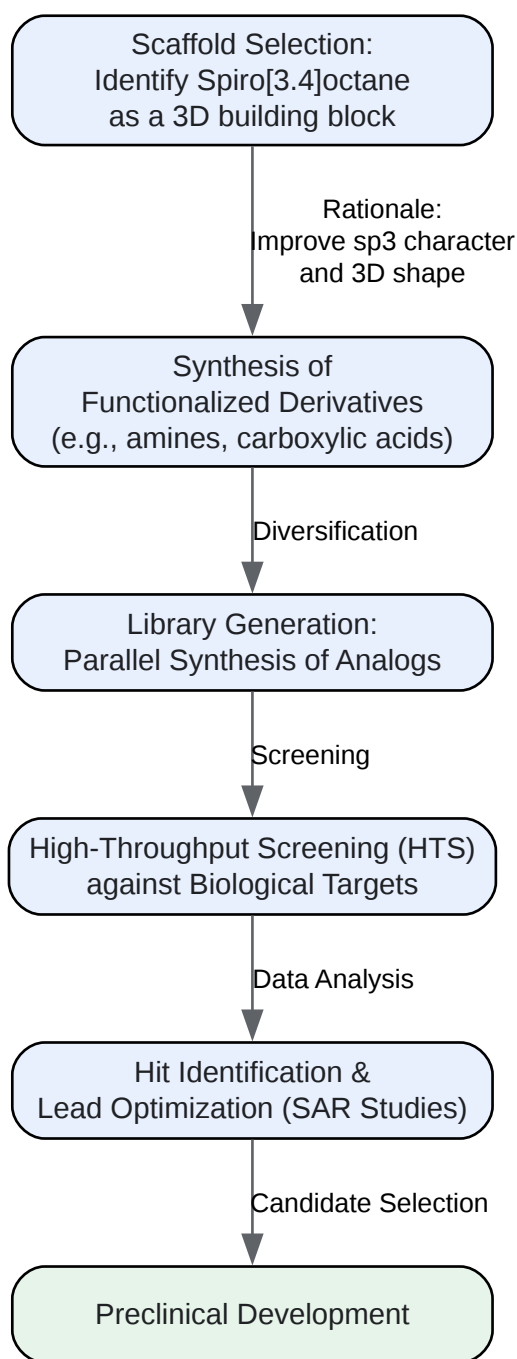 Scaffold Selection:
Identify Spiro[3.4]octane
as a 3D building block
Rationale:
Improve sp3 character
and 3D shape
Synthesis of
Functionalized Derivatives
(e.g., amines, carboxylic acids)
Diversification
Library Generation:
Parallel Synthesis of Analogs
Screening
High-Throughput Screening (HTS)
against Biological Targets
Data Analysis
Hit Identification &
Lead Optimization (SAR Studies)
Candidate Selection
Preclinical Development